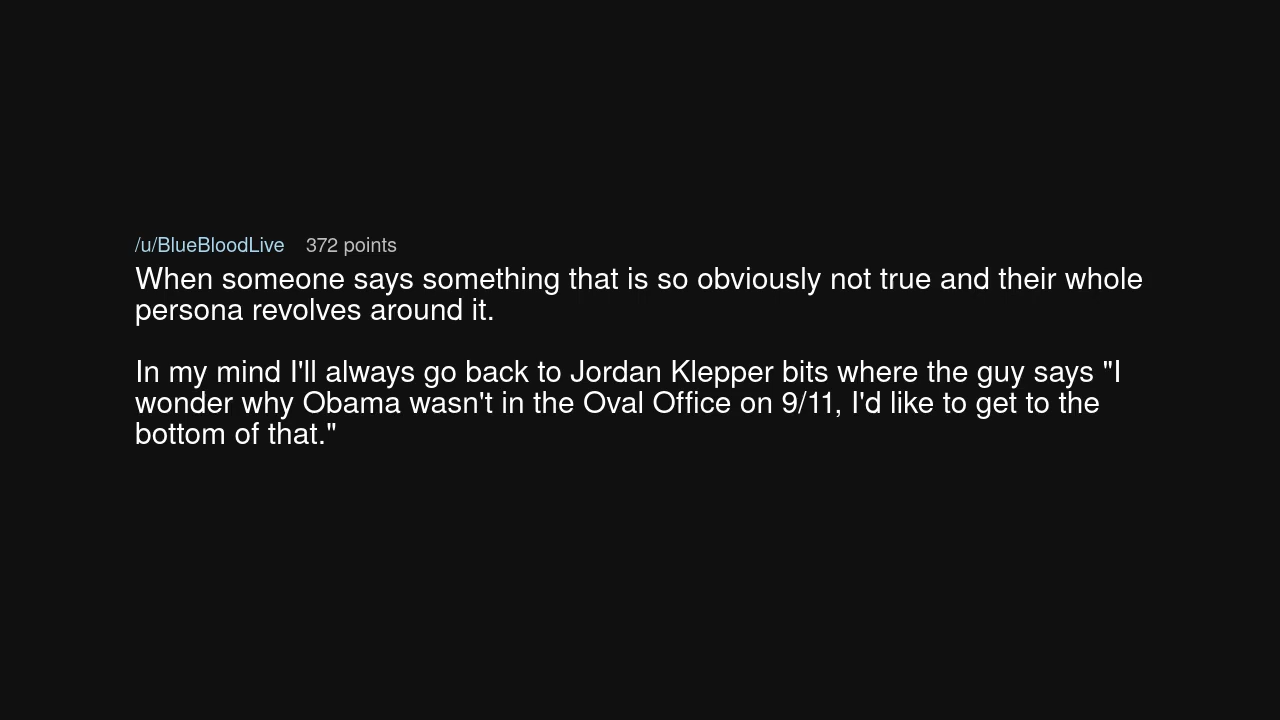 /u/BlueBloodLive 372 points
When someone says something that is so obviously not true and their whole
persona revolves around it.
In my mind I'll always go back to Jordan Klepper bits where the guy says "I
wonder why Obama wasn't in the Oval Office on 9/11, I'd like to get to the
bottom of that."